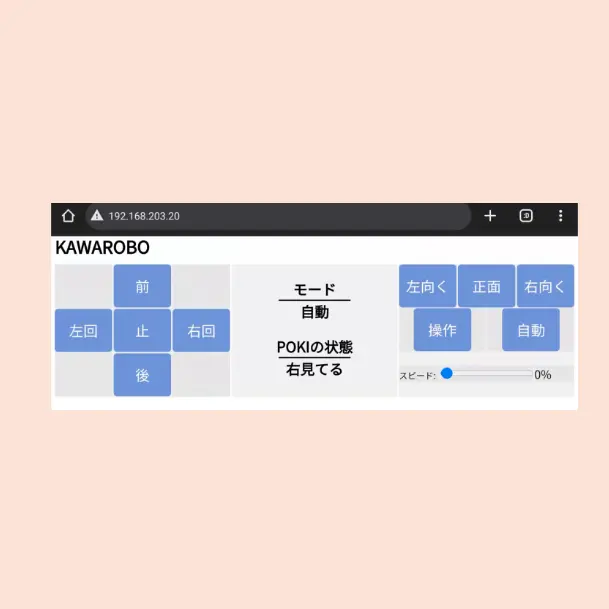 192.168.203.20
KAWAROBO
前
左回 止 右回
後
モード
自動
POKIの状態
右見てる
左向く 正面 右向く
操作 自動
スピード: 0%